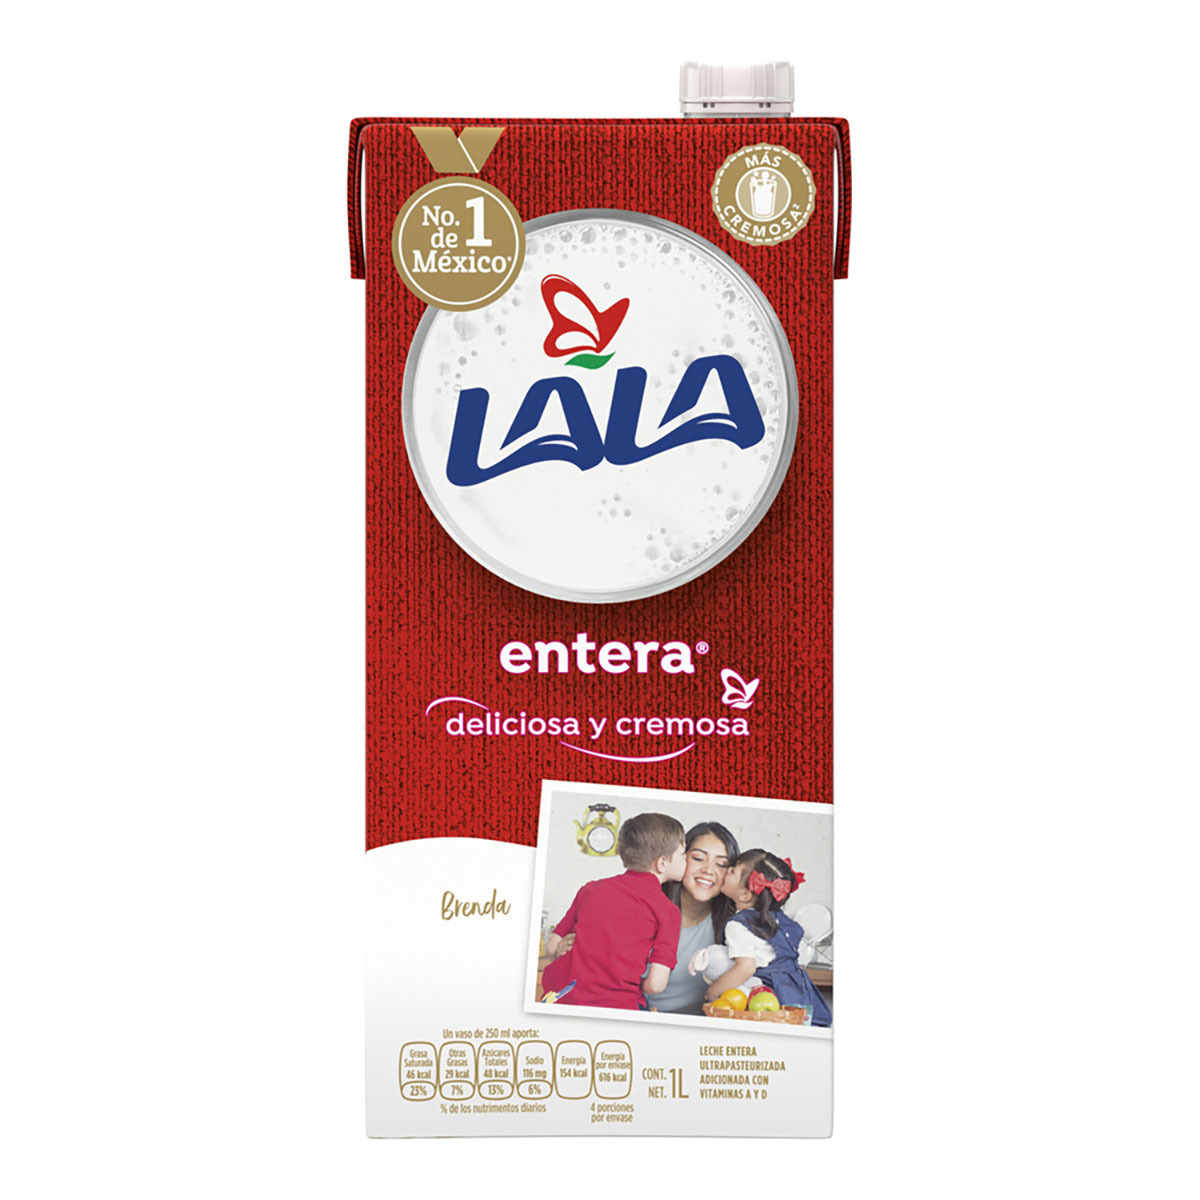 MÁS
CREMOSA²
No. 1
de
México*
LALA
entera®
deliciosa y cremosa
Brenda
Un vaso de 250 ml aporta:
Grasa Saturada 46 kcal 23%
Otras Grasas 29 kcal 7%
Azúcares Totales 48 kcal 13%
Sodio 116 mg 6%
Energía 154 kcal
Energía por envase 616 kcal
% de los nutrimentos diarios
4 porciones
por envase
CONT.
NET. 1L
LECHE ENTERA
ULTRAPASTEURIZADA
ADICIONADA CON
VITAMINAS A Y D